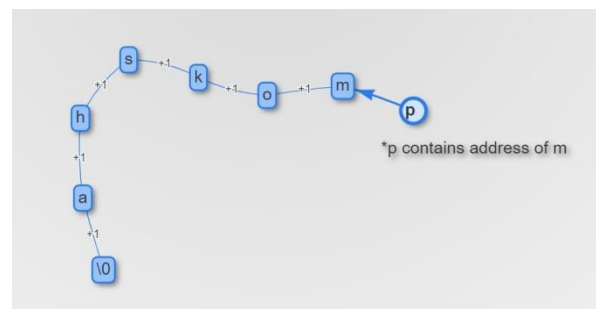 s
+1
k
+1
o
+1
m
p
*p contains address of m
+1
h
+1
a
+1
\0